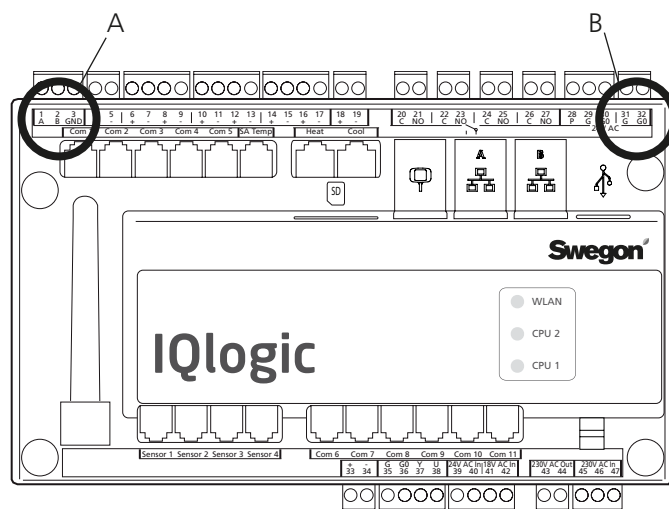 A B
1 2 3 5 6 7 8 9 10 11 12 13 14 15 16 17 18 19 20 21 22 23 24 25 26 27 28 29 30 31 32
A B GND - + - + - + - + - + - + - + - C NO C NO C NO C NO P G G0 G G0
24V AC
Com Com 2 Com 3 Com 4 Com 5 SA Temp Heat Cool
SD
A B
Swegon
WLAN
CPU 2
IQlogic
CPU 1
Sensor 1 Sensor 2 Sensor 3 Sensor 4 Com 6 Com 7 Com 8 Com 9 Com 10 Com 11
+ - G G0 Y U 24V AC In 18V AC In 230V AC Out 230V AC In
33 34 35 36 37 38 39 40 41 42 43 44 45 46 47